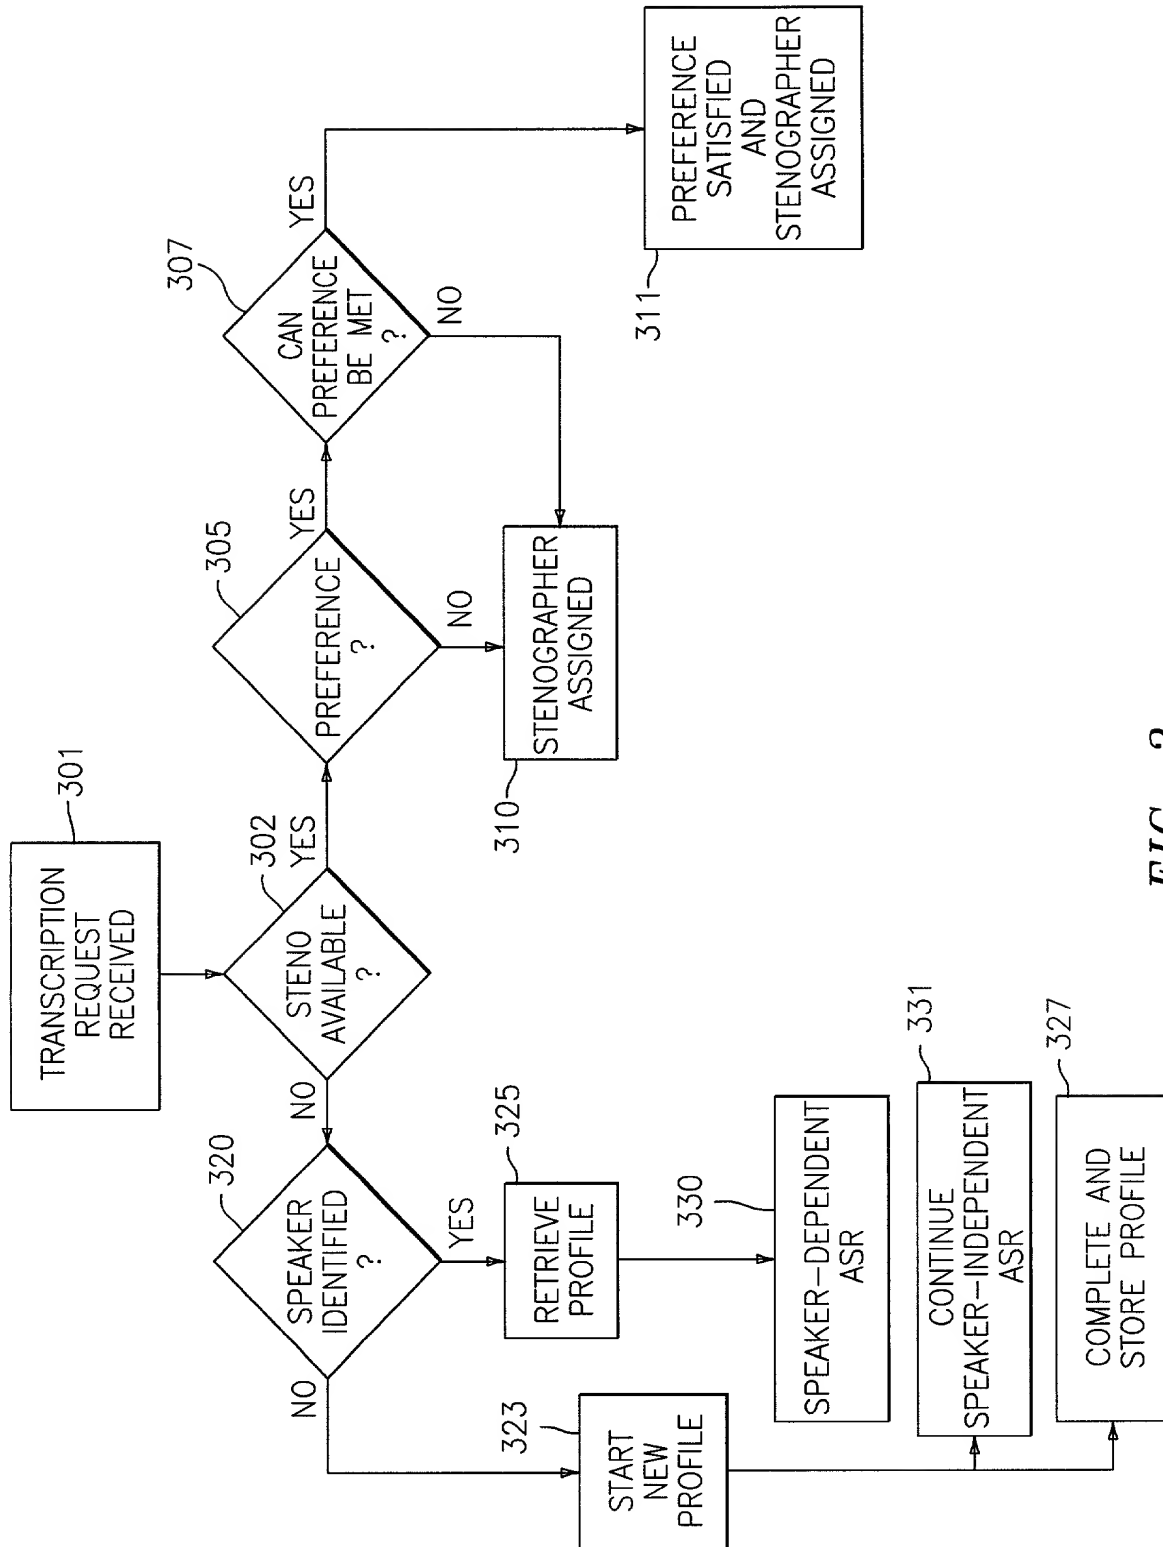 TRANSCRIPTION
REQUEST
RECEIVED
301
STENO
AVAILABLE
?
302
YES
NO
PREFERENCE
?
305
YES
NO
CAN
PREFERENCE
BE MET
?
307
YES
NO
STENOGRAPHER
ASSIGNED
310
PREFERENCE
SATISFIED
AND
STENOGRAPHER
ASSIGNED
311
SPEAKER
IDENTIFIED
?
320
YES
NO
RETRIEVE
PROFILE
325
SPEAKER-DEPENDENT
ASR
330
START
NEW
PROFILE
323
CONTINUE
SPEAKER-INDEPENDENT
ASR
331
COMPLETE AND
STORE PROFILE
327
FIG.